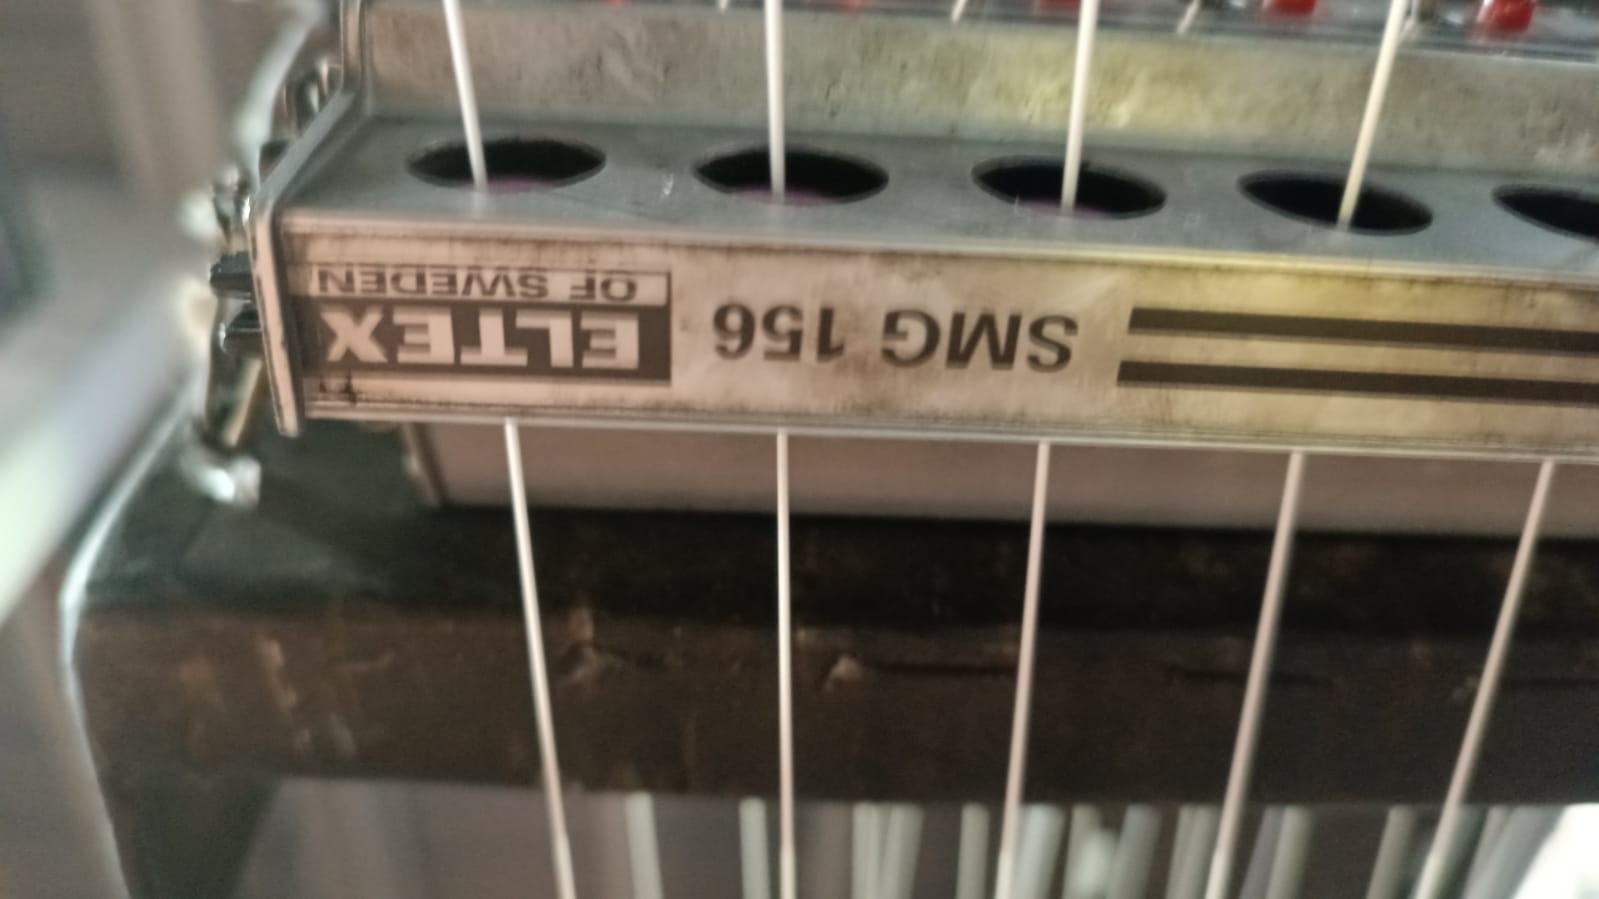 ELTEX
OF SWEDEN
SMG 156